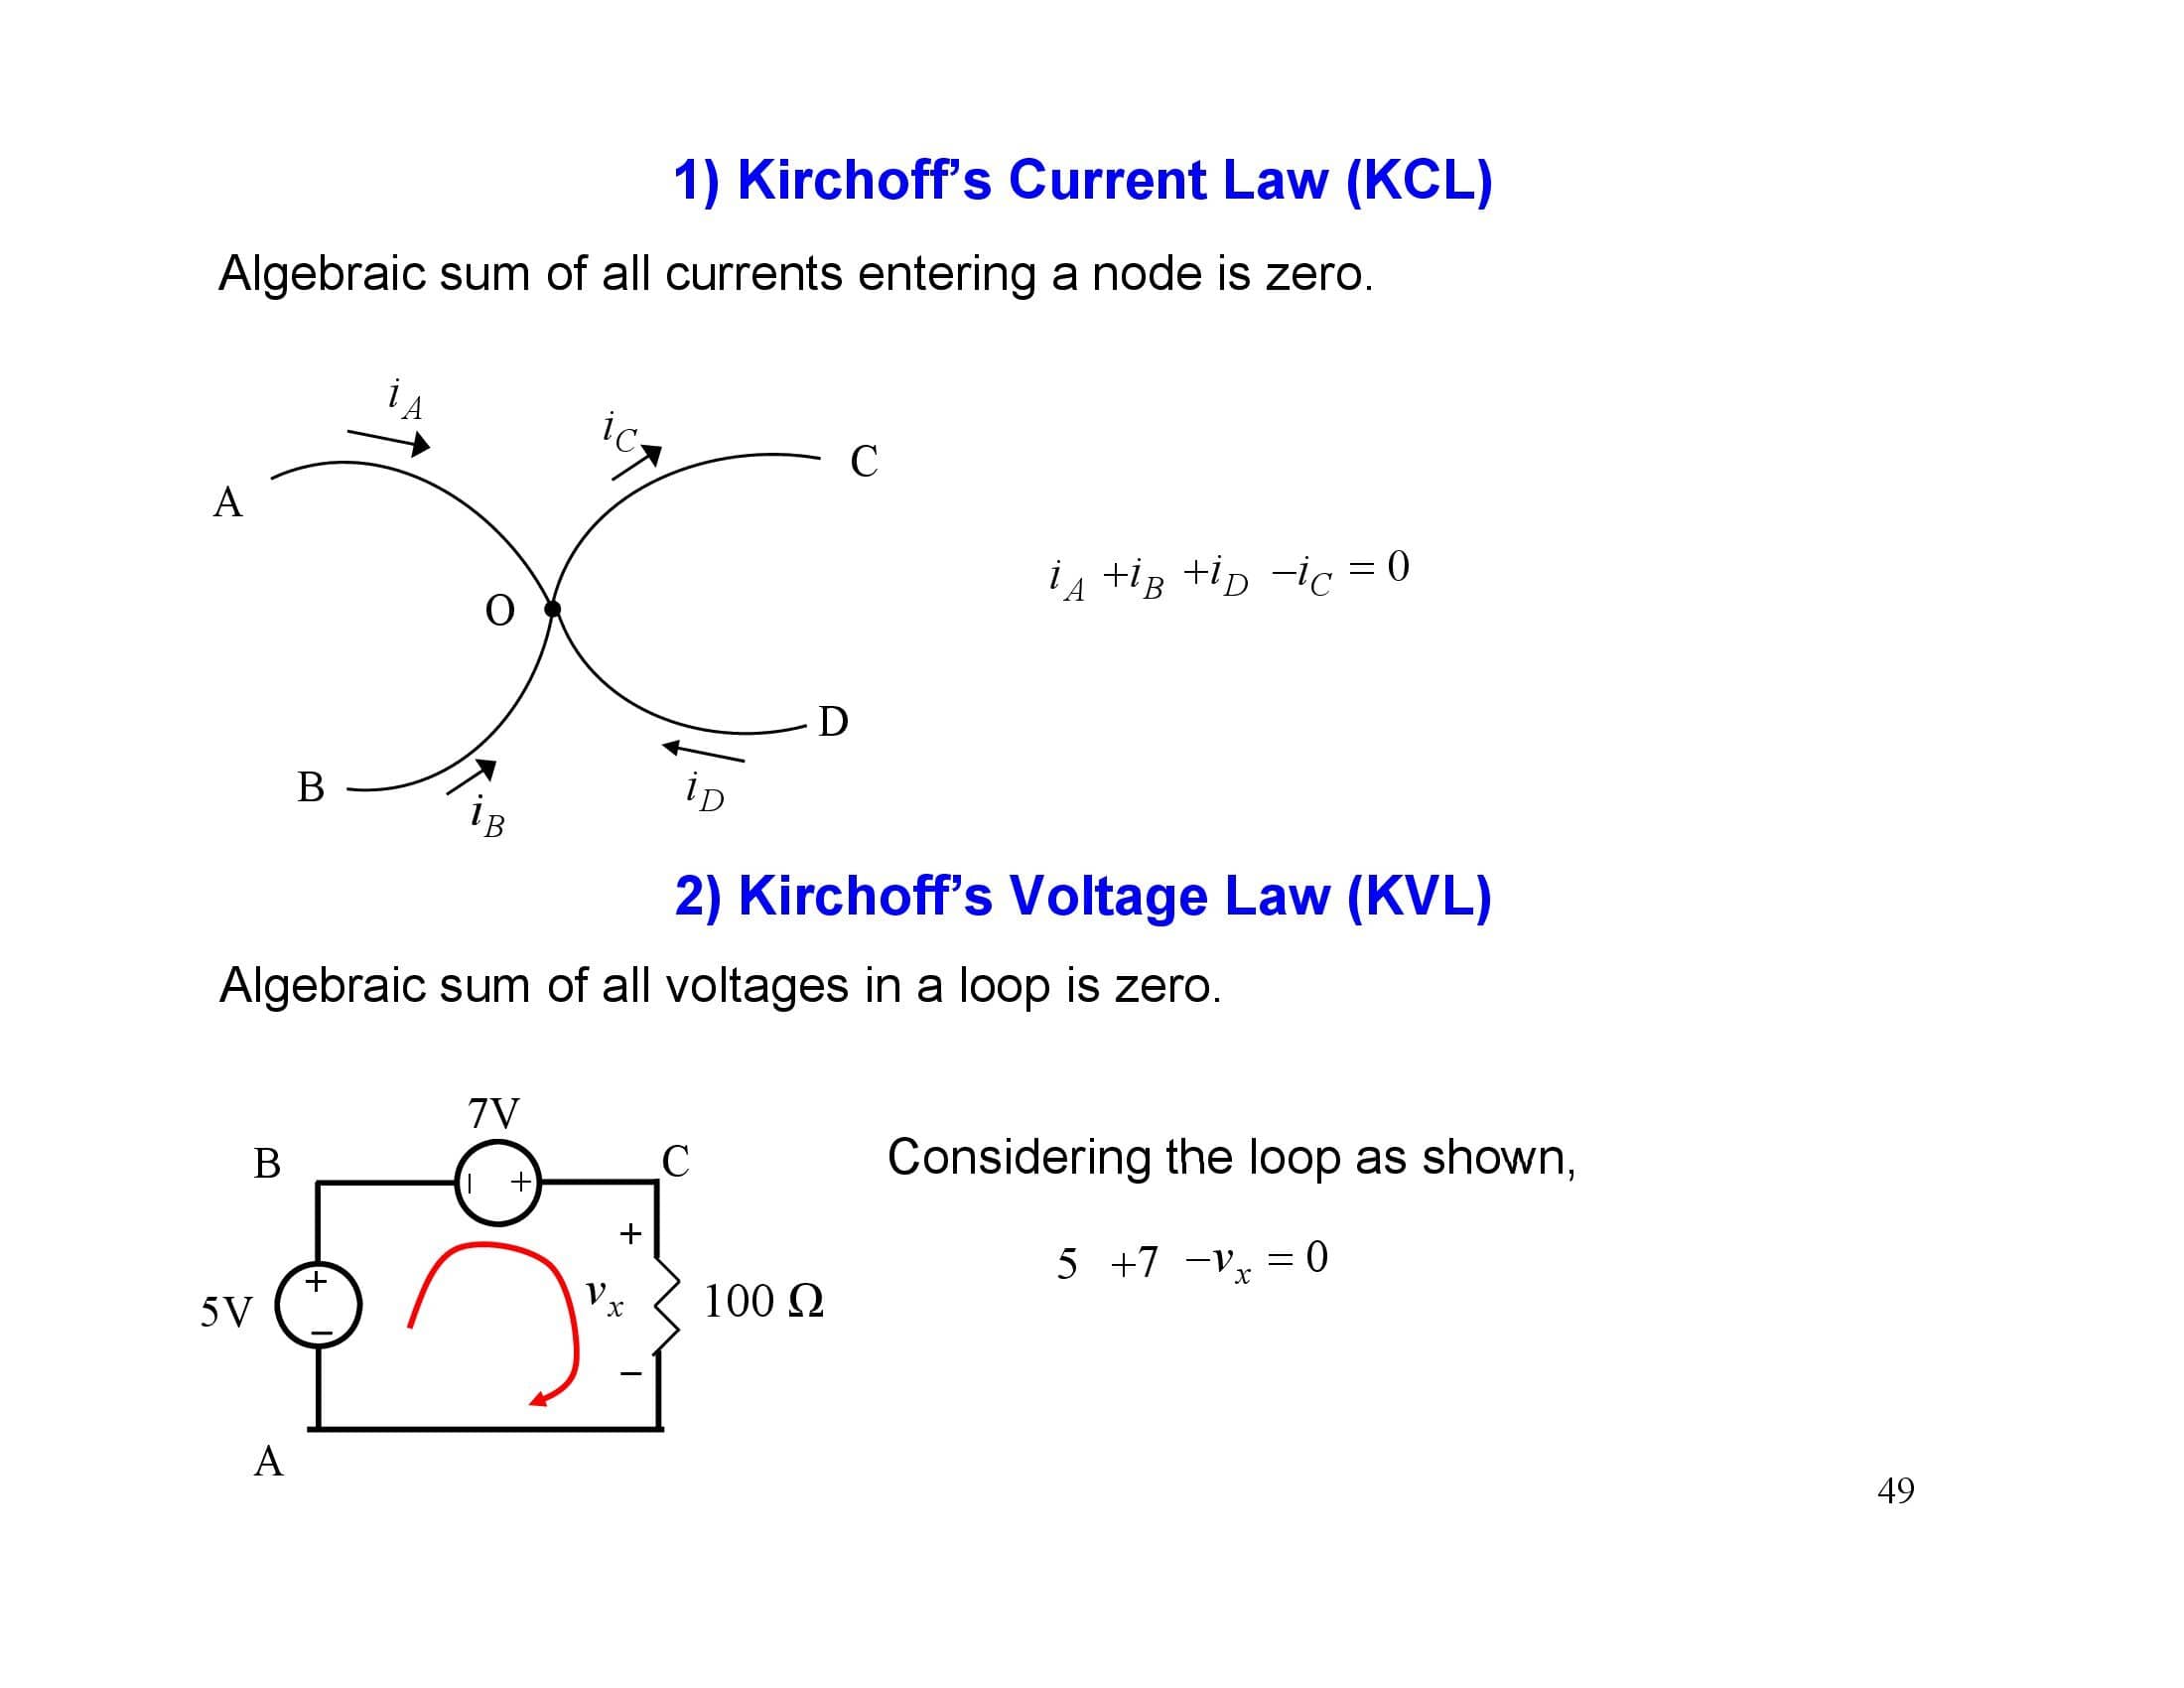 1) Kirchoff’s Current Law (KCL)
Algebraic sum of all currents entering a node is zero.
i_A
i_C
C
A
i_A +i_B +i_D −i_C = 0
O
D
B
i_D
i_B
2) Kirchoff’s Voltage Law (KVL)
Algebraic sum of all voltages in a loop is zero.
7V
B
C
Considering the loop as shown,
− +
+
5 +7 −v_x = 0
+
5V
v_x
100 Ω
−
−
A
49